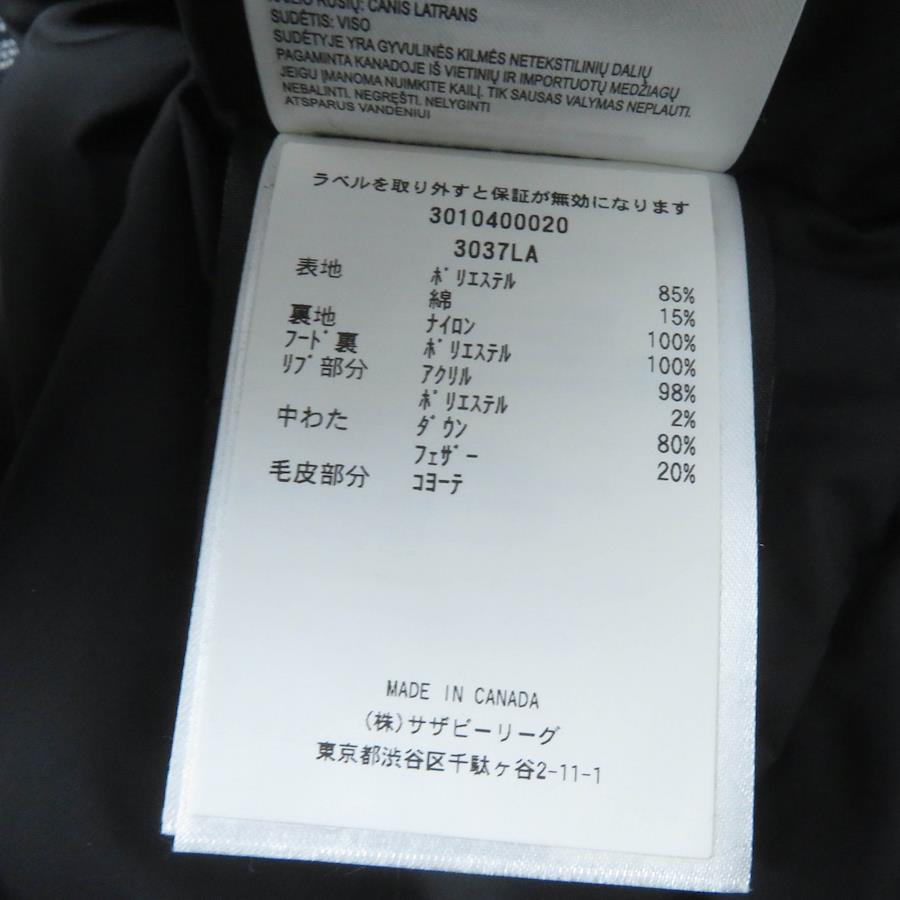 RŪŠIŲ: CANIS LATRANS
SUDĖTIS: VISO
SUDĖTYJE YRA GYVULINĖS KILMĖS NETEKSTILINIŲ DALIŲ
PAGAMINTA KANADOJE IŠ VIETINIŲ IR IMPORTUOTŲ MEDŽIAGŲ
JEIGU ĮMANOMA NUIMKITE KAILĮ. TIK SAUSAS VALYMAS NEPLAUTI.
NEBALINTI. NEGRĘŠTI. NELYGINTI
ATSPARUS VANDENIUI
ラベルを取り外すと保証が無効になります
3010400020
3037LA
表地 ﾎﾟﾘｴｽﾃﾙ 85%
綿 15%
裏地 ﾅｲﾛﾝ 100%
ﾌｰﾄﾞ裏 ﾎﾟﾘｴｽﾃﾙ 100%
ﾘﾌﾞ部分 ｱｸﾘﾙ 98%
ﾎﾟﾘｴｽﾃﾙ 2%
中わた ﾀﾞｳﾝ 80%
ﾌｪｻﾞｰ 20%
毛皮部分 ｺﾖｰﾃ
MADE IN CANADA
(株)サザビーリーグ
東京都渋谷区千駄ヶ谷2-11-1